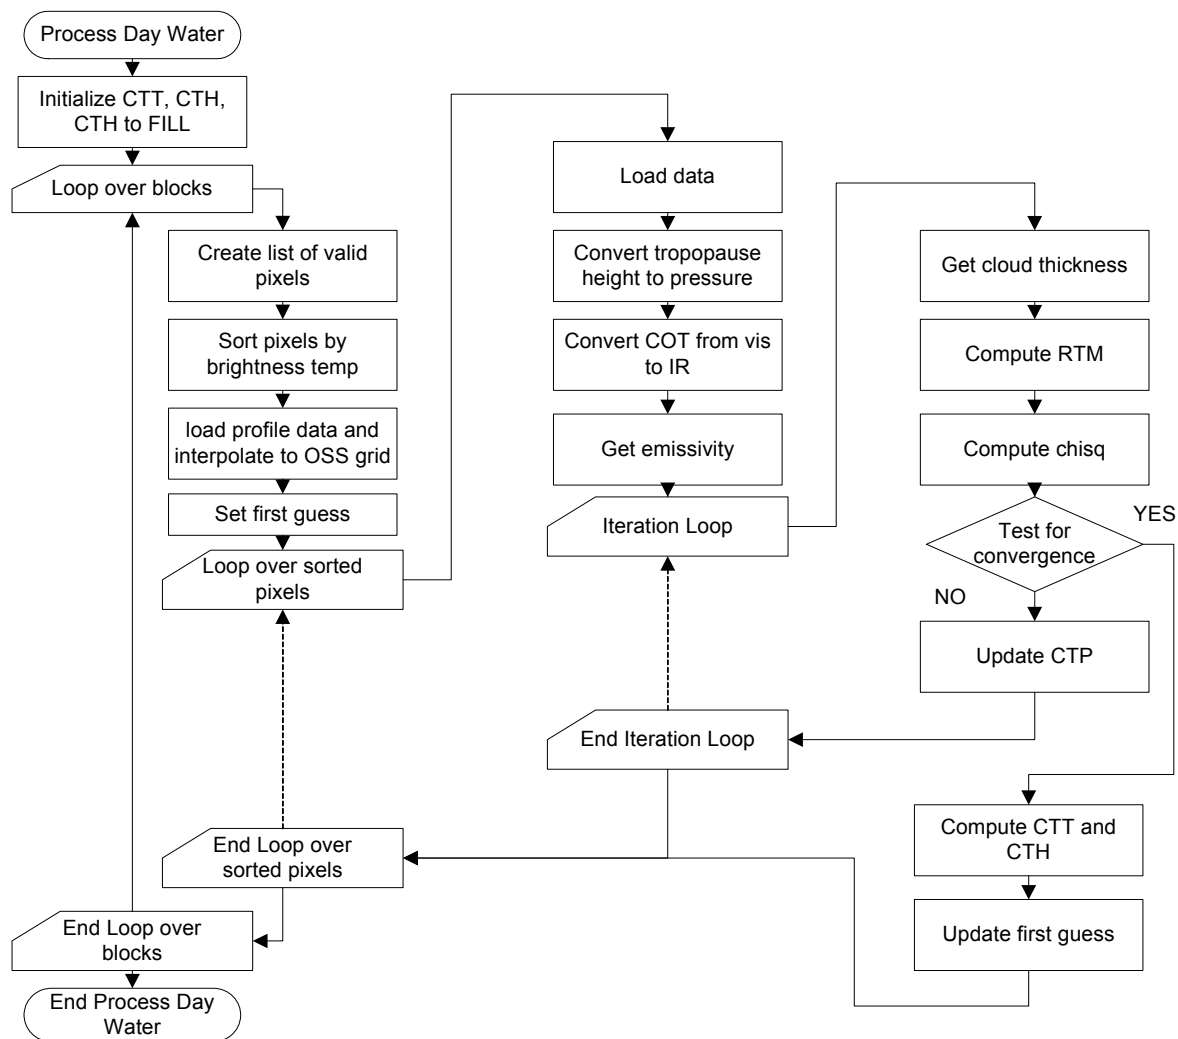 Process Day Water
Initialize CTT, CTH,
CTH to FILL
Loop over blocks
Create list of valid
pixels
Sort pixels by
brightness temp
load profile data and
interpolate to OSS grid
Set first guess
Loop over sorted
pixels
Load data
Convert tropopause
height to pressure
Convert COT from vis
to IR
Get emissivity
Iteration Loop
Get cloud thickness
Compute RTM
Compute chisq
Test for
convergence
YES
NO
Update CTP
End Iteration Loop
Compute CTT and
CTH
Update first guess
End Loop over
sorted pixels
End Loop over
blocks
End Process Day
Water